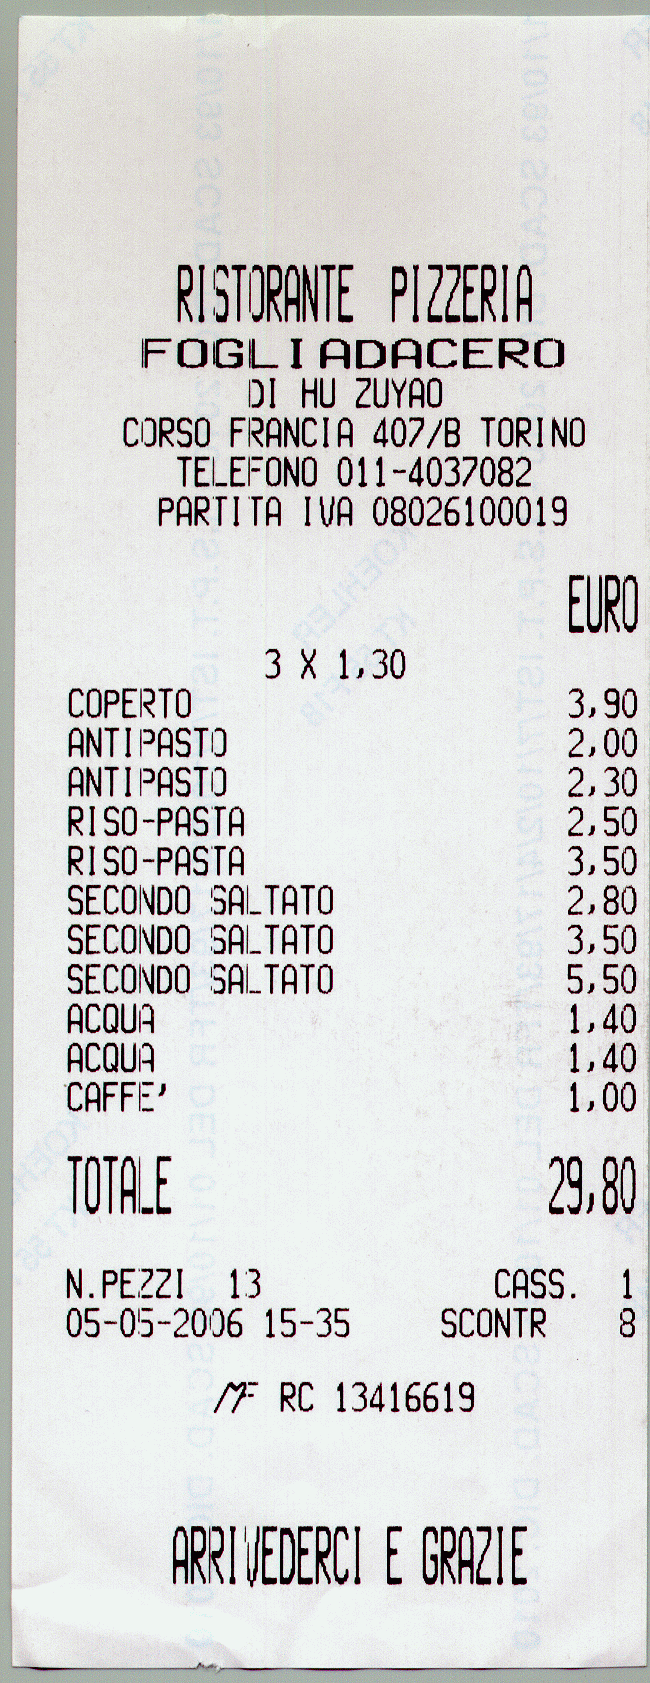 RISTORANTE PIZZERIA
FOGLIADACERO
DI HU ZUYAO
CORSO FRANCIA 407/B TORINO
TELEFONO 011-4037082
PARTITA IVA 08026100019
EURO
3 X 1,30
COPERTO 3,90
ANTIPASTO 2,00
ANTIPASTO 2,30
RISO-PASTA 2,50
RISO-PASTA 3,50
SECONDO SALTATO 2,80
SECONDO SALTATO 3,50
SECONDO SALTATO 5,50
ACQUA 1,40
ACQUA 1,40
CAFFE' 1,00
TOTALE 29,80
N.PEZZI 13 CASS. 1
05-05-2006 15-35 SCONTR 8
MF RC 13416619
ARRIVEDERCI E GRAZIE